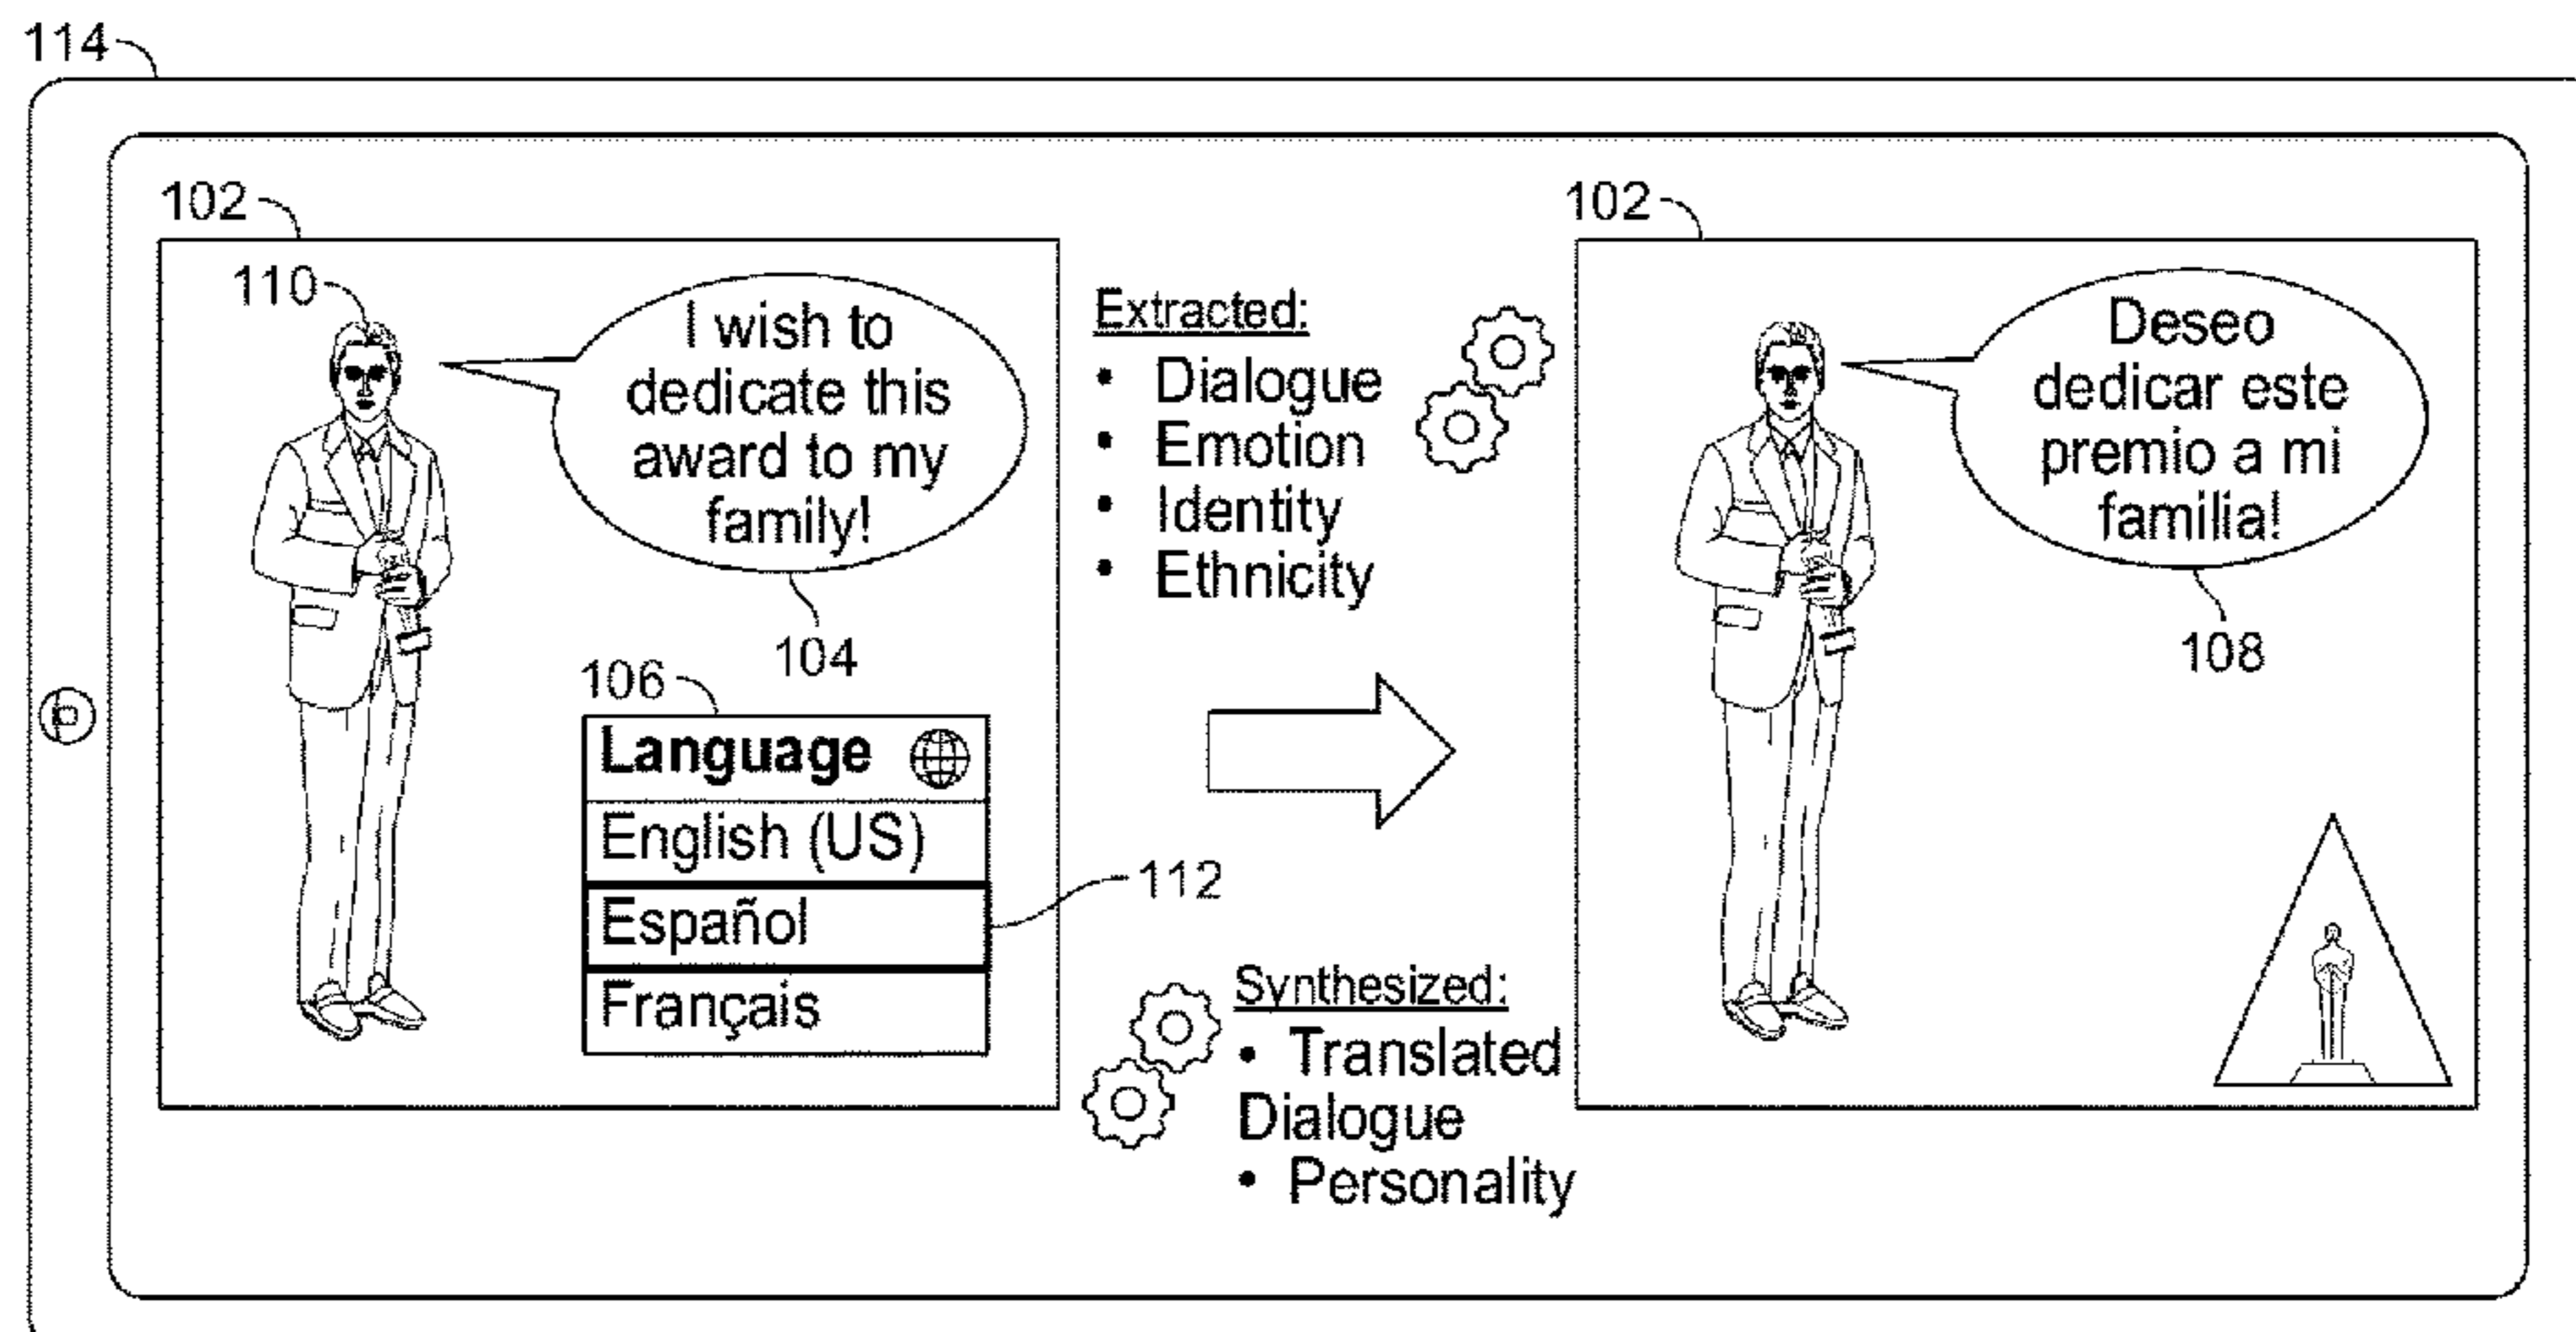 114
102
110
I wish to
dedicate this
award to my
family!
104
106
Language
English (US)
Español
Français
112
Extracted:
• Dialogue
• Emotion
• Identity
• Ethnicity
Synthesized:
• Translated
Dialogue
• Personality
102
Deseo
dedicar este
premio a mi
familia!
108